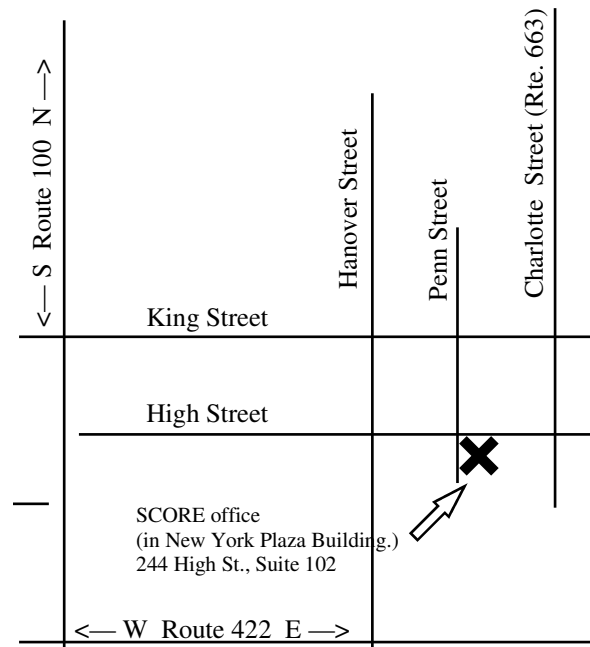 <— S Route 100 N —>
Hanover Street
Penn Street
Charlotte Street (Rte. 663)
King Street
High Street
SCORE office
(in New York Plaza Building.)
244 High St., Suite 102
<— W Route 422 E —>